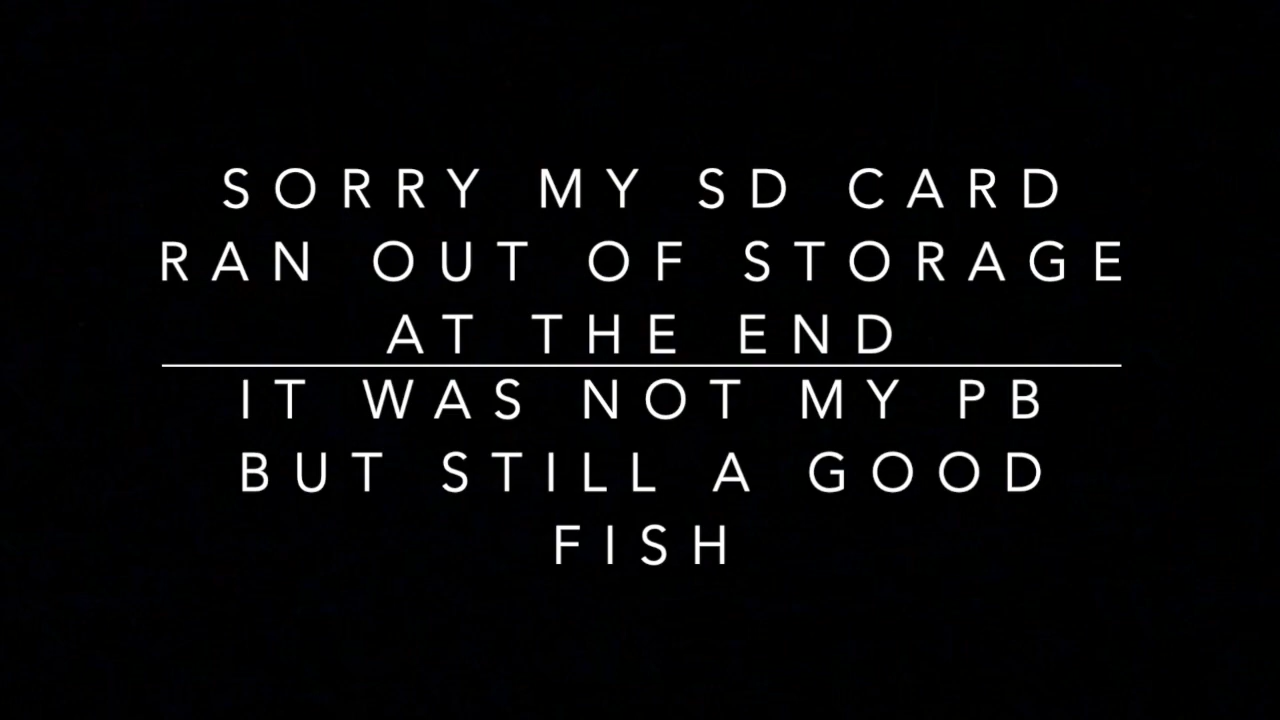 SORRY MY SD CARD
RAN OUT OF STORAGE
AT THE END
IT WAS NOT MY PB
BUT STILL A GOOD
FISH